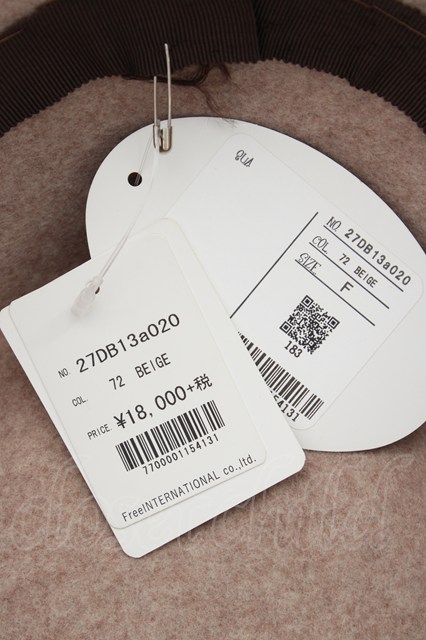 NO. 27DB13a020
COL. 72 BEIGE
PRICE ¥18,000+税
7700001154131
FreeINTERNATIONAL co.,ltd.
NO. 27DB13a020
COL. 72 BEIGE
SIZE F
183
54131